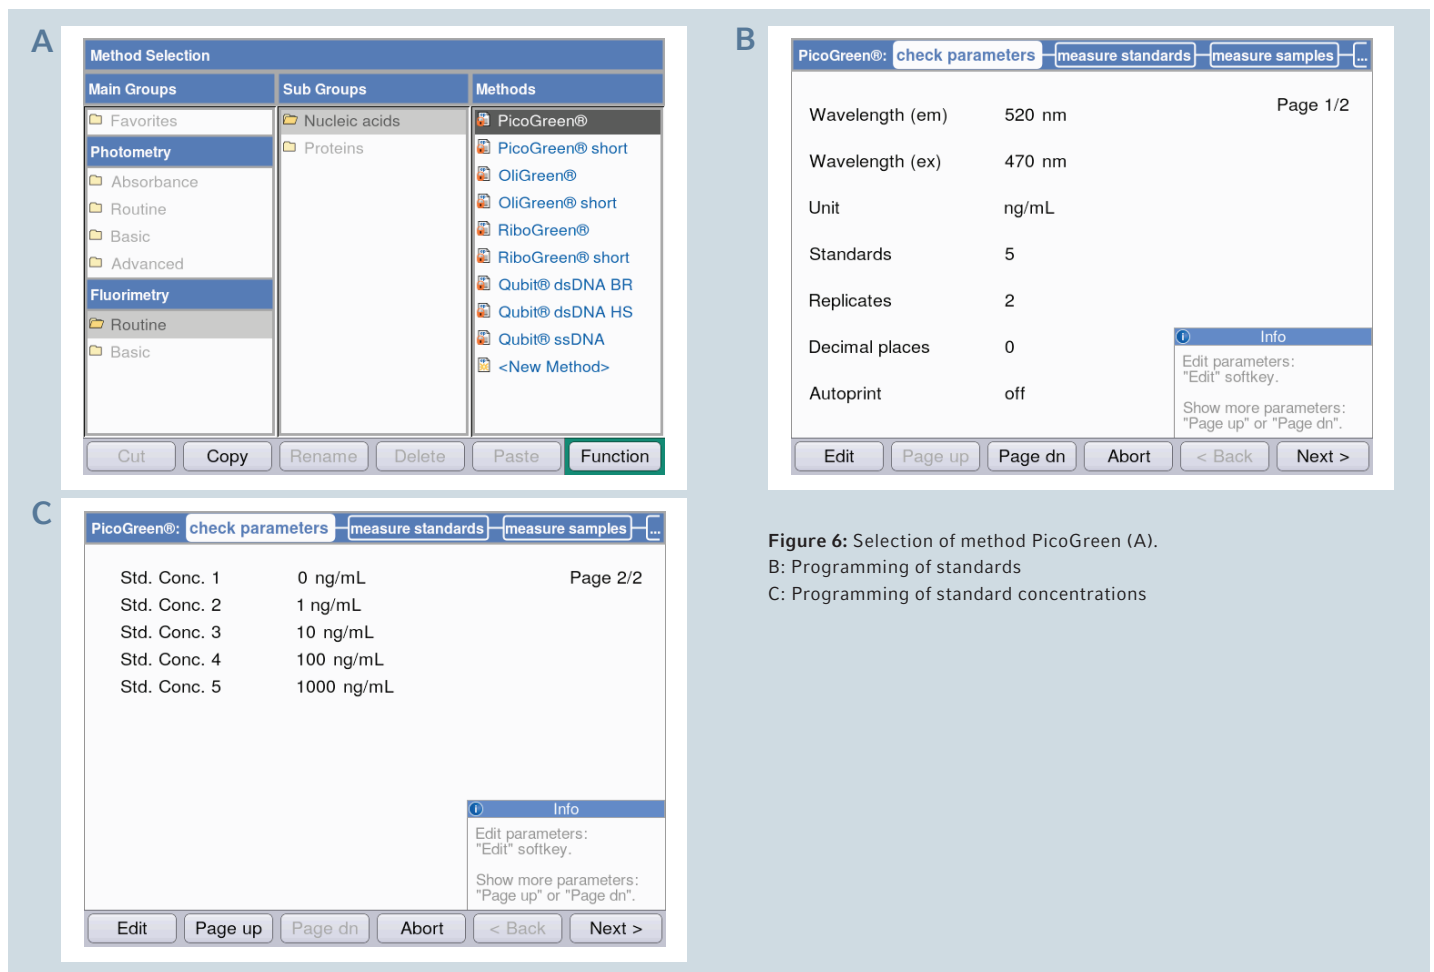 A
Method Selection
Main Groups
Sub Groups
Methods
Favorites
Photometry
Absorbance
Routine
Basic
Advanced
Fluorimetry
Routine
Basic
Nucleic acids
Proteins
PicoGreen®
PicoGreen® short
OliGreen®
OliGreen® short
RiboGreen®
RiboGreen® short
Qubit® dsDNA BR
Qubit® dsDNA HS
Qubit® ssDNA
<New Method>
Cut
Copy
Rename
Delete
Paste
Function
B
PicoGreen®: check parameters measure standards measure samples ...
Page 1/2
Wavelength (em) 520 nm
Wavelength (ex) 470 nm
Unit ng/mL
Standards 5
Replicates 2
Decimal places 0
Autoprint off
Info
Edit parameters:
"Edit" softkey.
Show more parameters:
"Page up" or "Page dn".
Edit
Page up
Page dn
Abort
< Back
Next >
C
PicoGreen®: check parameters measure standards measure samples ...
Std. Conc. 1 0 ng/mL
Page 2/2
Std. Conc. 2 1 ng/mL
Std. Conc. 3 10 ng/mL
Std. Conc. 4 100 ng/mL
Std. Conc. 5 1000 ng/mL
Info
Edit parameters:
"Edit" softkey.
Show more parameters:
"Page up" or "Page dn".
Edit
Page up
Page dn
Abort
< Back
Next >
Figure 6: Selection of method PicoGreen (A).
B: Programming of standards
C: Programming of standard concentrations